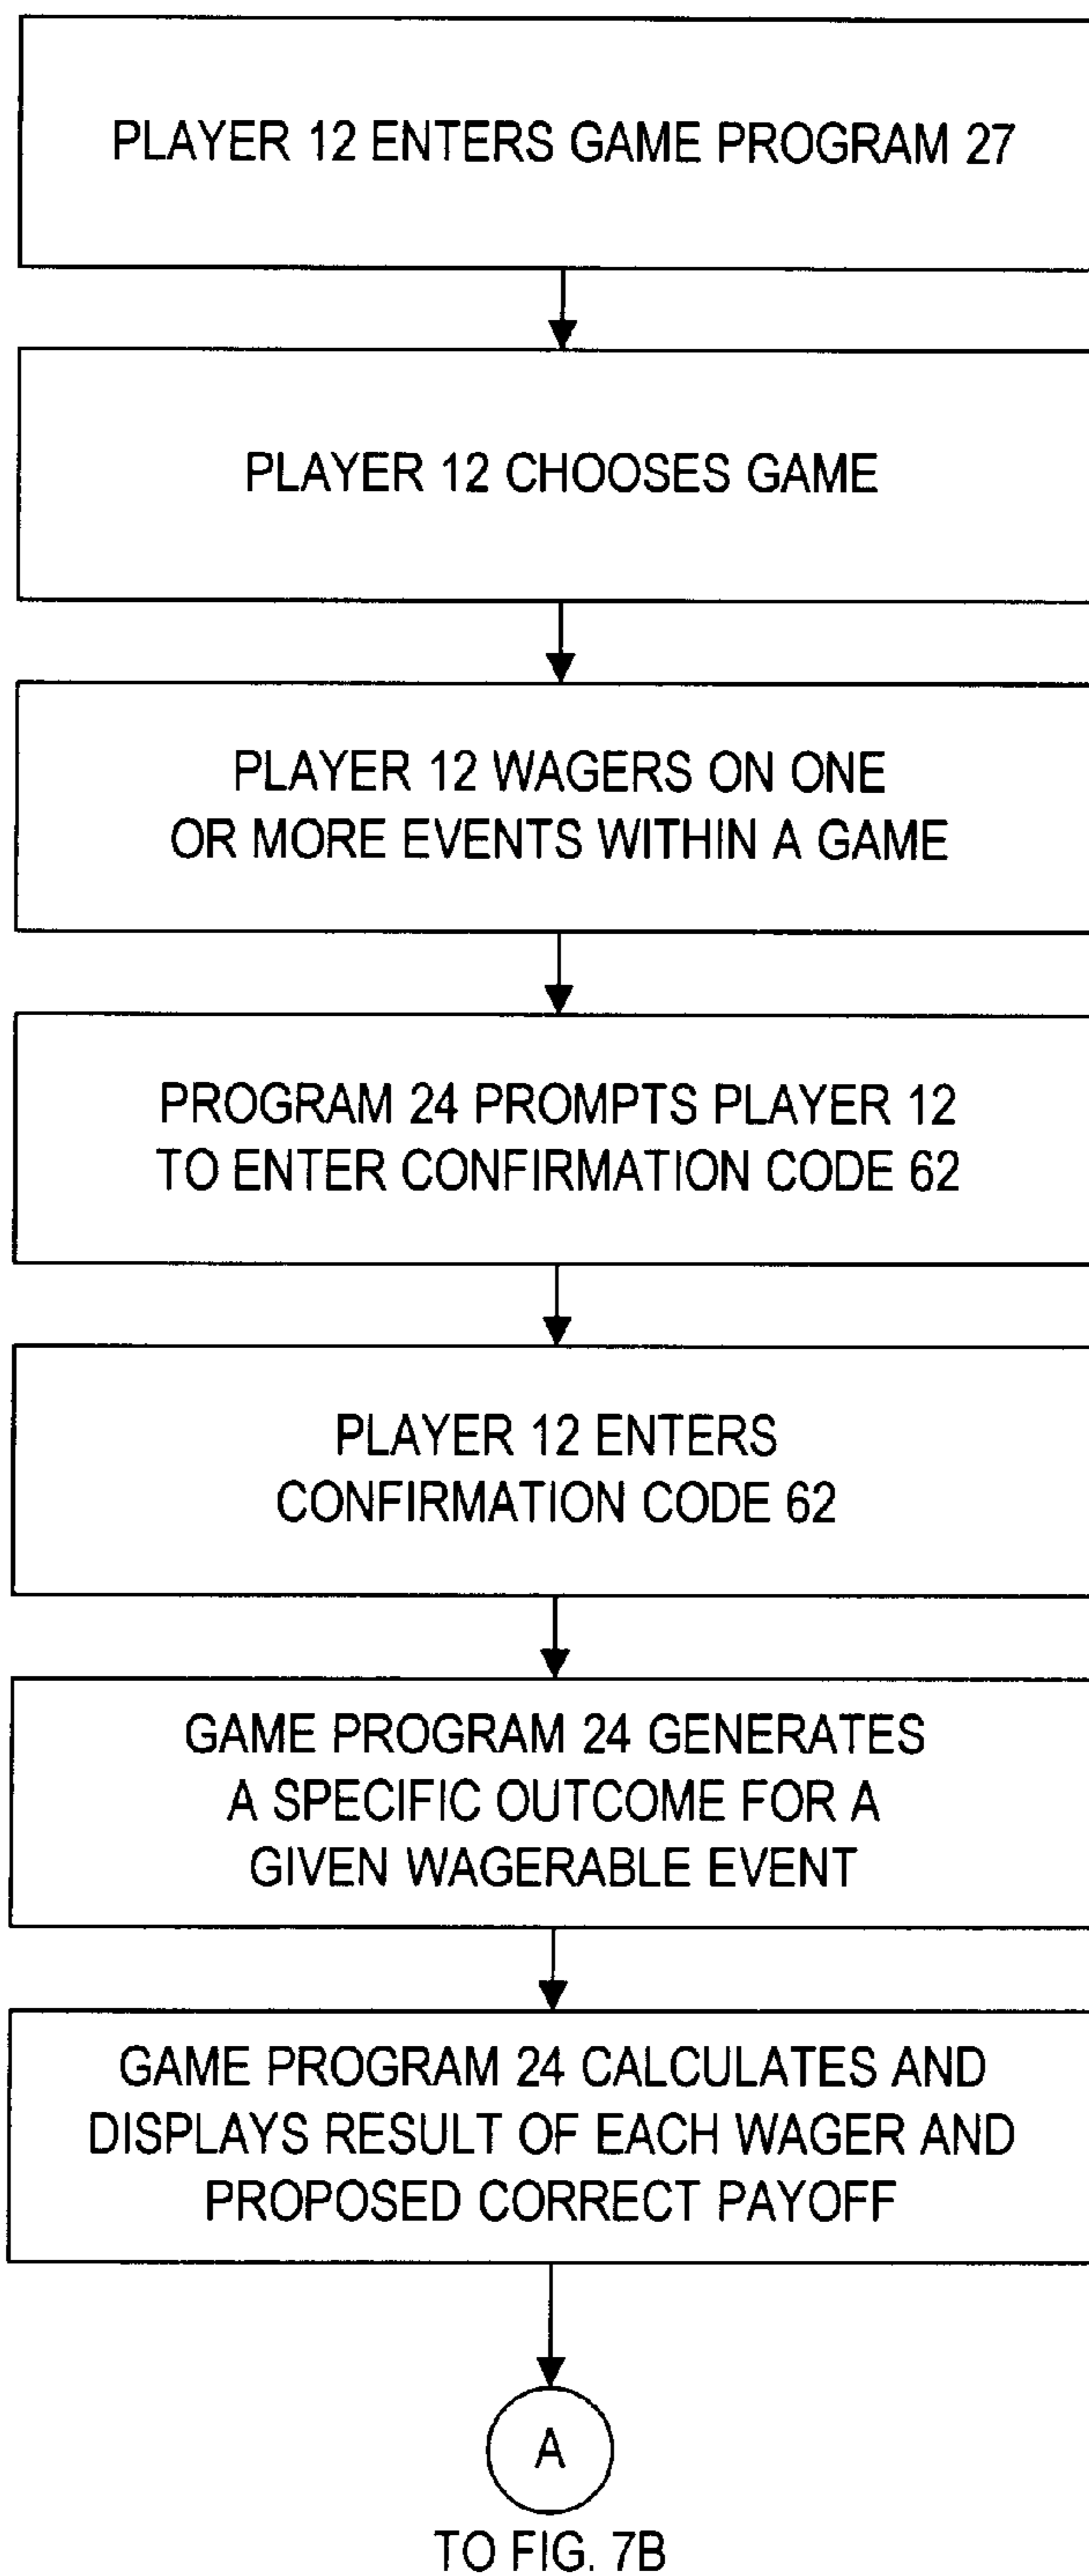 PLAYER 12 ENTERS GAME PROGRAM 27
PLAYER 12 CHOOSES GAME
PLAYER 12 WAGERS ON ONE
OR MORE EVENTS WITHIN A GAME
PROGRAM 24 PROMPTS PLAYER 12
TO ENTER CONFIRMATION CODE 62
PLAYER 12 ENTERS
CONFIRMATION CODE 62
GAME PROGRAM 24 GENERATES
A SPECIFIC OUTCOME FOR A
GIVEN WAGERABLE EVENT
GAME PROGRAM 24 CALCULATES AND
DISPLAYS RESULT OF EACH WAGER AND
PROPOSED CORRECT PAYOFF
A
TO FIG. 7B